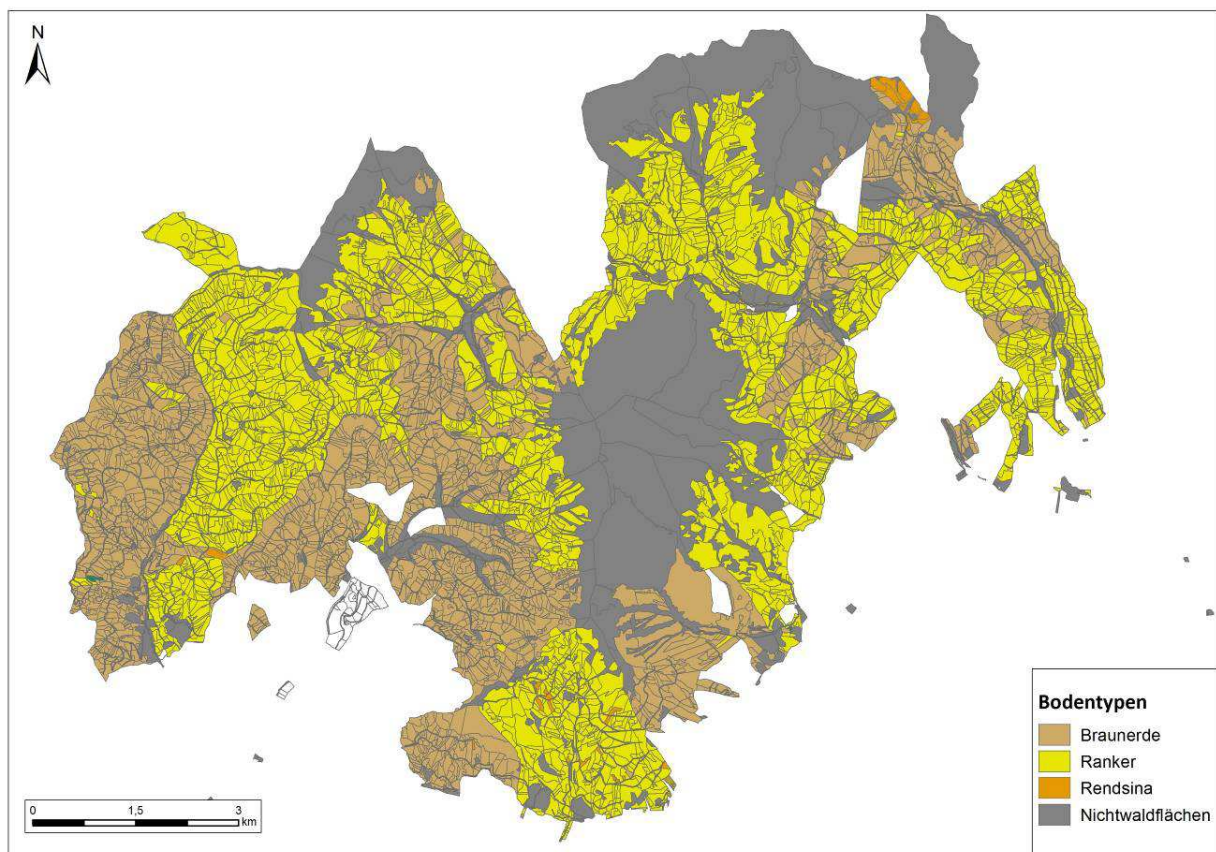 N
Bodentypen
Braunerde
Ranker
Rendsina
Nichtwaldflächen
0 1,5 3
km